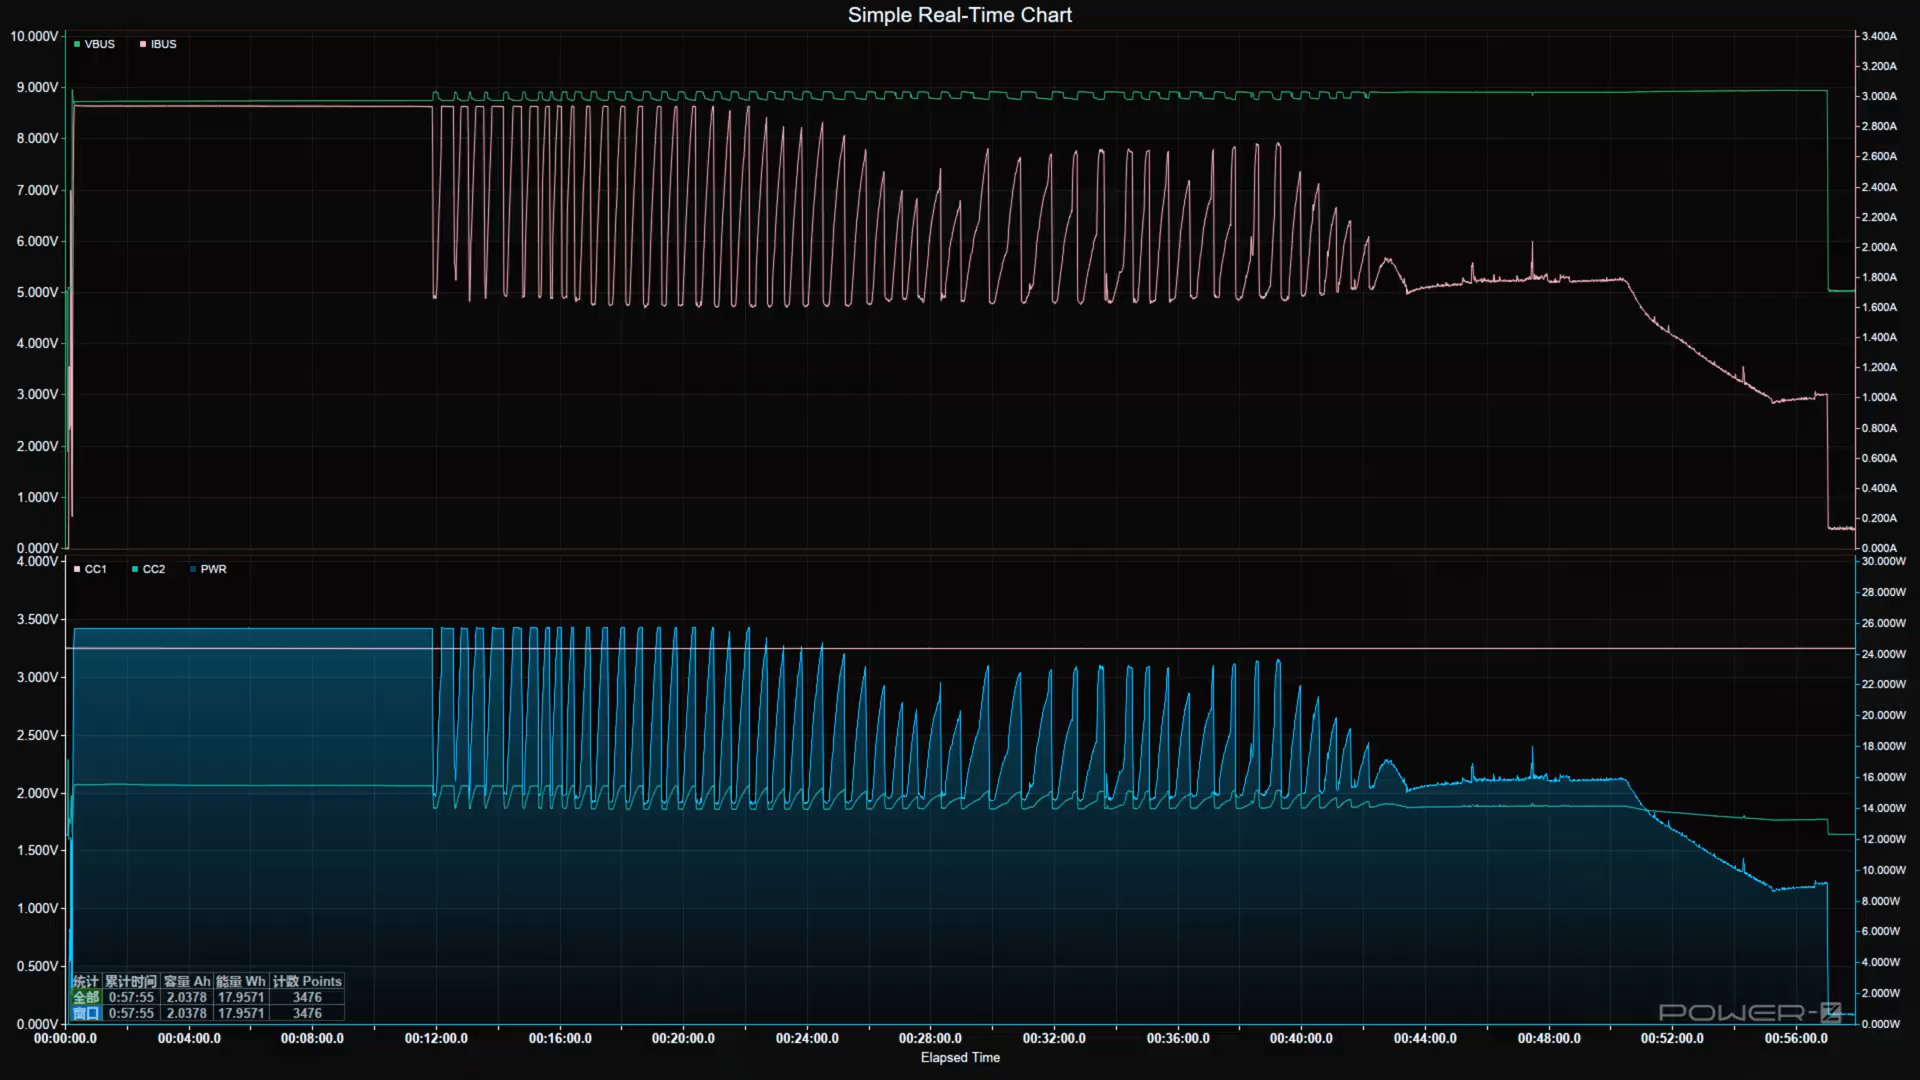 Simple Real-Time Chart
VBUS IBUS
10.000V
9.000V
8.000V
7.000V
6.000V
5.000V
4.000V
3.000V
2.000V
1.000V
0.000V
3.400A
3.200A
3.000A
2.800A
2.600A
2.400A
2.200A
2.000A
1.800A
1.600A
1.400A
1.200A
1.000A
0.800A
0.600A
0.400A
0.200A
0.000A
CC1 CC2 PWR
4.000V
3.500V
3.000V
2.500V
2.000V
1.500V
1.000V
0.500V
0.000V
30.000W
28.000W
26.000W
24.000W
22.000W
20.000W
18.000W
16.000W
14.000W
12.000W
10.000W
8.000W
6.000W
4.000W
2.000W
0.000W
统计 累计时间 容量 Ah 能量 Wh 计数 Points
全部 0:57:55 2.0378 17.9571 3476
窗口 0:57:55 2.0378 17.9571 3476
POWER-Z
00:00:00.0 00:04:00.0 00:08:00.0 00:12:00.0 00:16:00.0 00:20:00.0 00:24:00.0 00:28:00.0 00:32:00.0 00:36:00.0 00:40:00.0 00:44:00.0 00:48:00.0 00:52:00.0 00:56:00.0
Elapsed Time